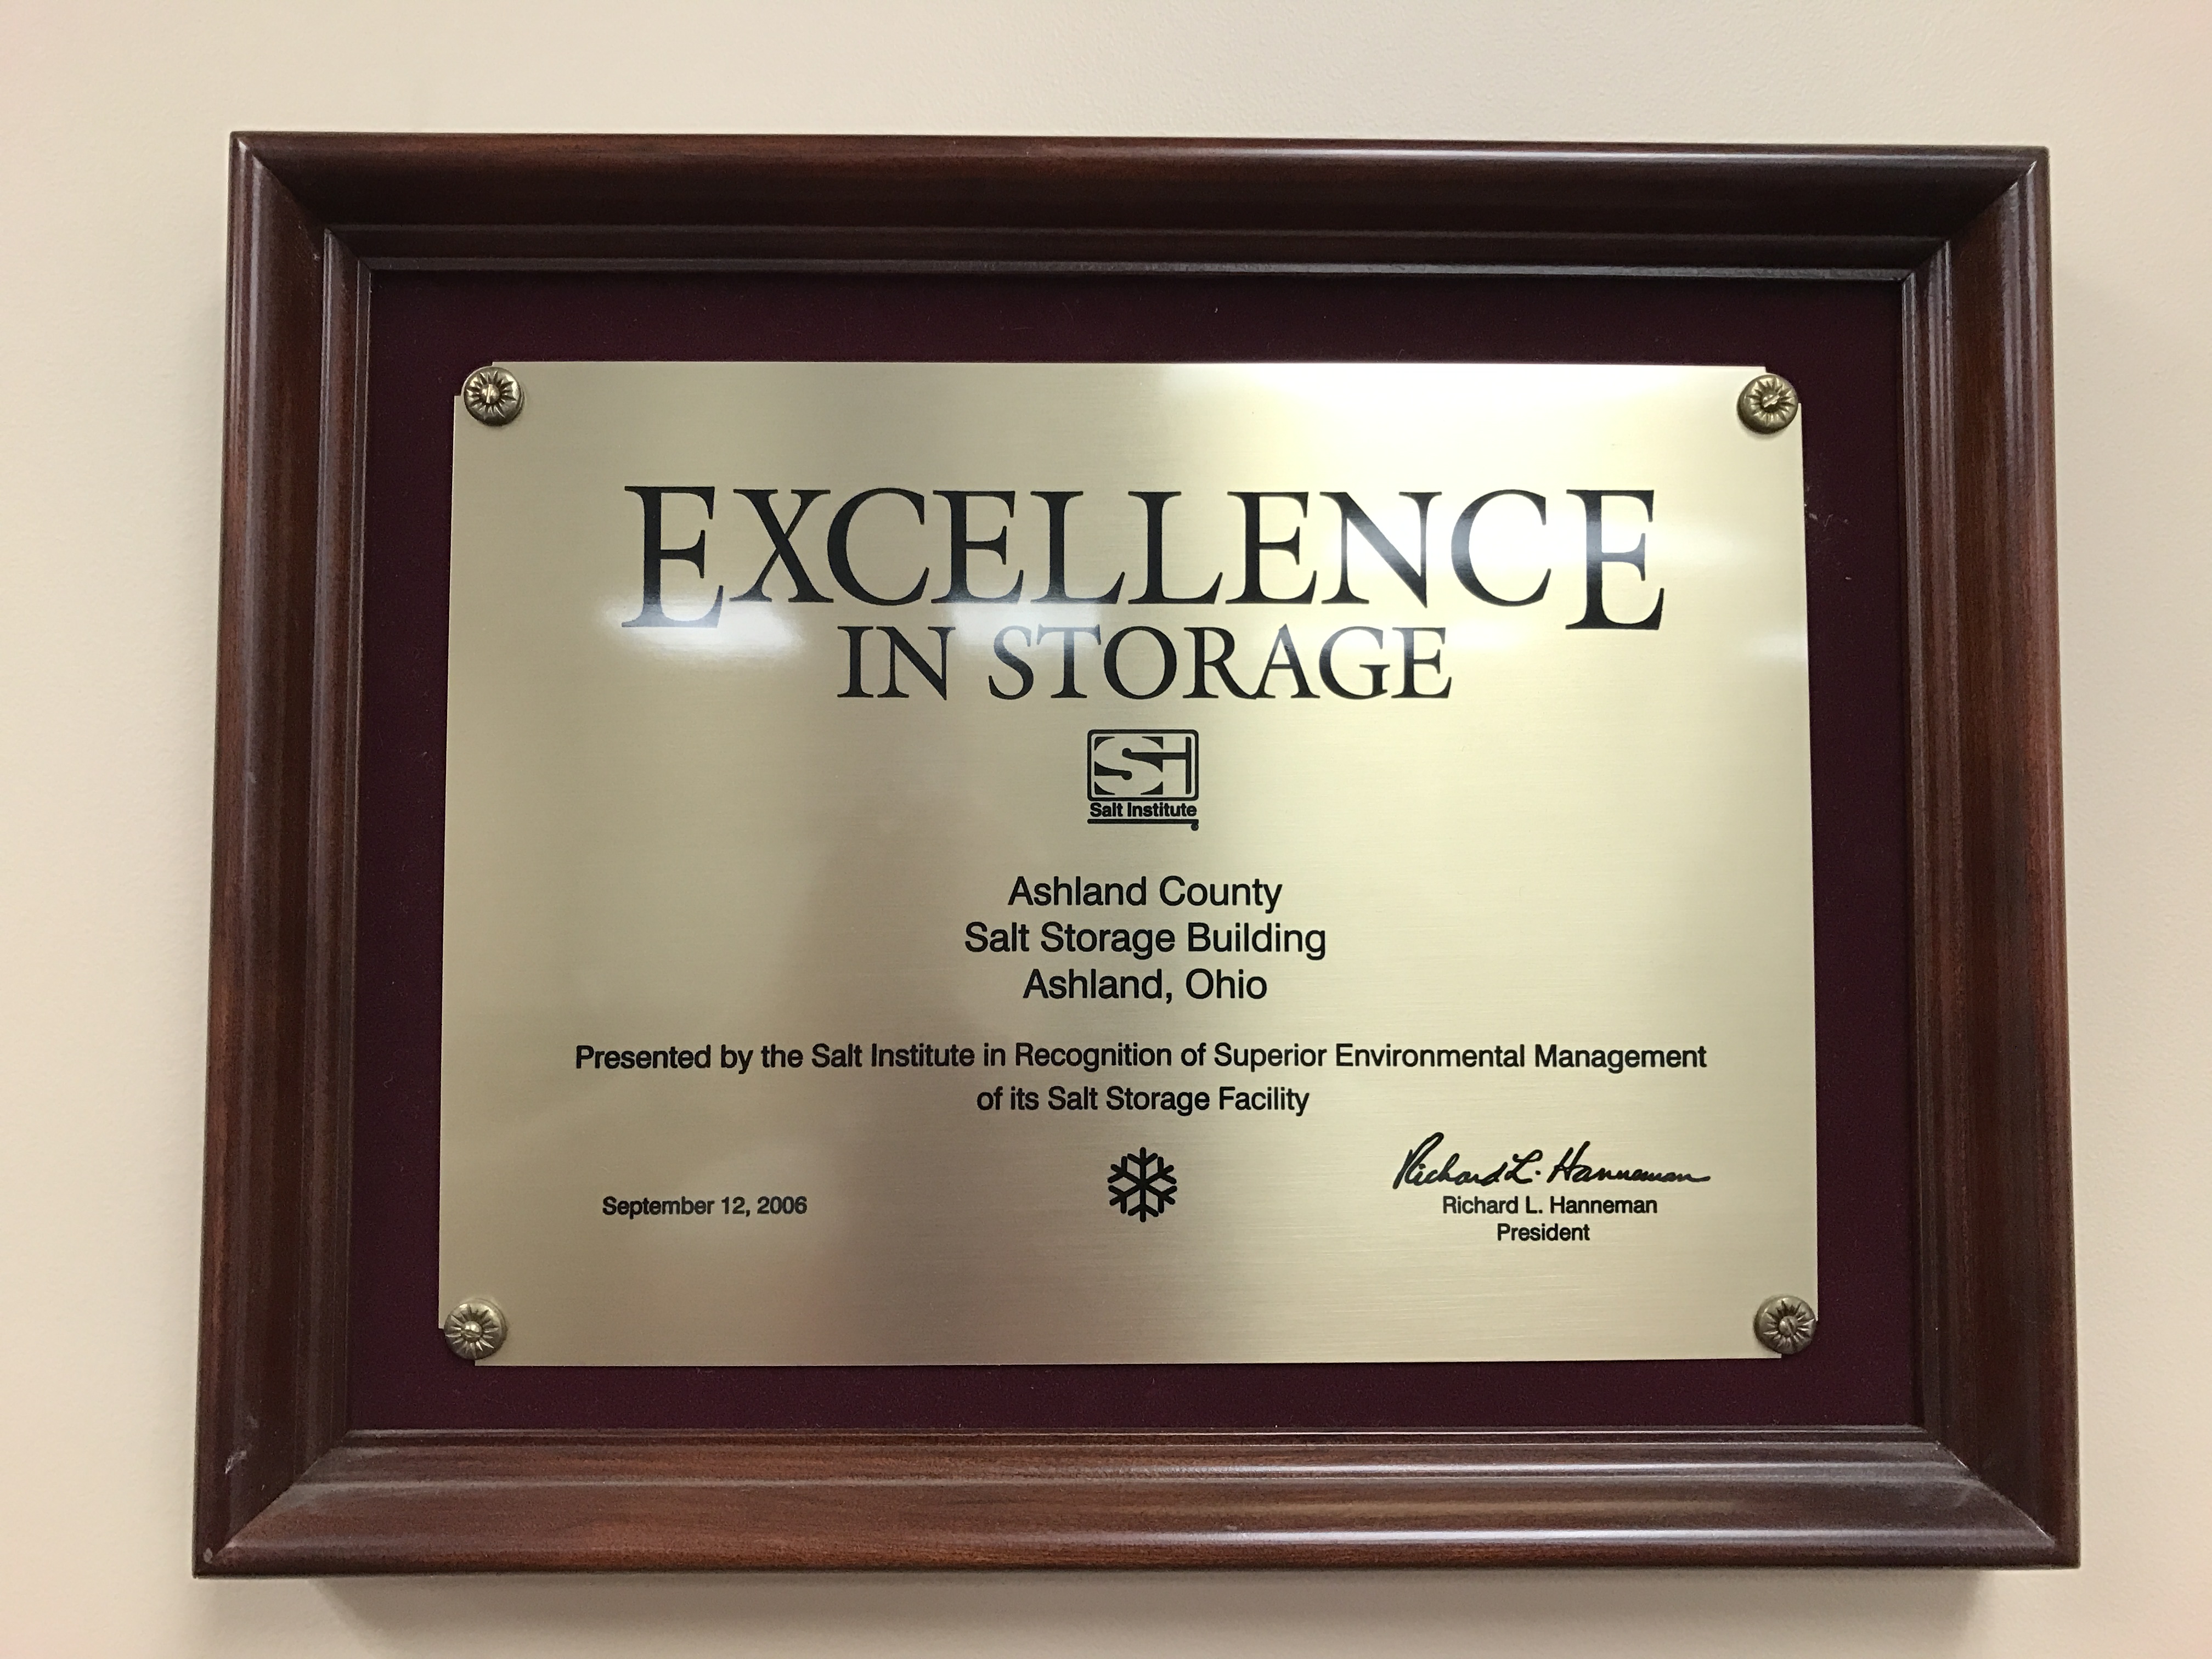 EXCELLENCE
IN STORAGE
SI
Salt Institute
Ashland County
Salt Storage Building
Ashland, Ohio
Presented by the Salt Institute in Recognition of Superior Environmental Management
of its Salt Storage Facility
September 12, 2006
Richard L. Hanneman
Richard L. Hanneman
President